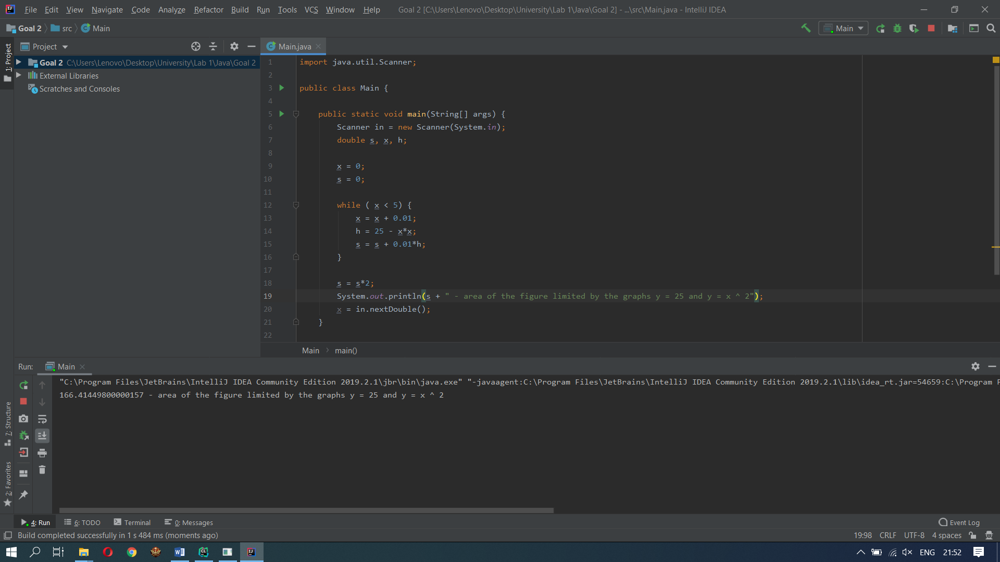 File Edit View Navigate Code Analyze Refactor Build Run Tools VCS Window Help Goal 2 [C:\Users\Lenovo\Desktop\University\Lab 1\Java\Goal 2] - ...\src\Main.java - IntelliJ IDEA
Goal 2 src Main Main
1: Project
Project
Goal 2 C:\Users\Lenovo\Desktop\University\Lab 1\Java\Goal 2
External Libraries
Scratches and Consoles
Main.java
1 import java.util.Scanner;
2
3 public class Main {
4
5 public static void main(String[] args) {
6 Scanner in = new Scanner(System.in);
7 double s, x, h;
8
9 x = 0;
10 s = 0;
11
12 while ( x < 5) {
13 x = x + 0.01;
14 h = 25 - x*x;
15 s = s + 0.01*h;
16 }
17
18 s = s*2;
19 System.out.println(s + " - area of the figure limited by the graphs y = 25 and y = x ^ 2");
20 x = in.nextDouble();
21 }
22
Main main()
Run: Main
"C:\Program Files\JetBrains\IntelliJ IDEA Community Edition 2019.2.1\jbr\bin\java.exe" "-javaagent:C:\Program Files\JetBrains\IntelliJ IDEA Community Edition 2019.2.1\lib\idea_rt.jar=54659:C:\Program F
166.41449800000157 - area of the figure limited by the graphs y = 25 and y = x ^ 2
7: Structure
2: Favorites
4: Run 6: TODO Terminal 0: Messages Event Log
Build completed successfully in 1 s 484 ms (moments ago) 19:98 CRLF UTF-8 4 spaces
ENG 21:52